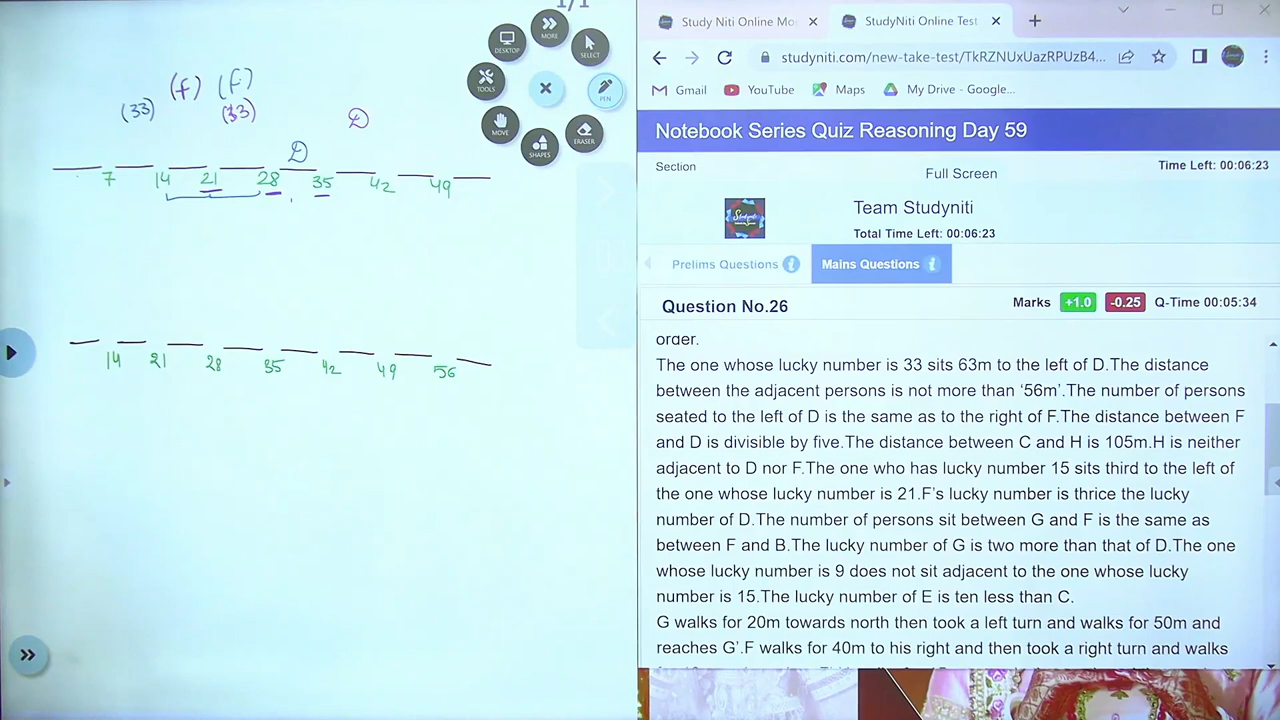 1/1
DESKTOP
MORE
SELECT
TOOLS
PEN
MOVE
SHAPES
ERASER
(f) (f)
(33) (33) D
D
7 14 21 28 35 42 49
14 21 28 35 42 49 56
Study Niti Online Mo
StudyNiti Online Test
studyniti.com/new-take-test/TkRZNUxUazRPUzB4...
Gmail YouTube Maps My Drive - Google...
Notebook Series Quiz Reasoning Day 59
Section Full Screen Time Left: 00:06:23
Team Studyniti
Total Time Left: 00:06:23
Prelims Questions i Mains Questions i
Question No.26 Marks +1.0 -0.25 Q-Time 00:05:34
order.
The one whose lucky number is 33 sits 63m to the left of D.The distance
between the adjacent persons is not more than ‘56m’.The number of persons
seated to the left of D is the same as to the right of F.The distance between F
and D is divisible by five.The distance between C and H is 105m.H is neither
adjacent to D nor F.The one who has lucky number 15 sits third to the left of
the one whose lucky number is 21.F’s lucky number is thrice the lucky
number of D.The number of persons sit between G and F is the same as
between F and B.The lucky number of G is two more than that of D.The one
whose lucky number is 9 does not sit adjacent to the one whose lucky
number is 15.The lucky number of E is ten less than C.
G walks for 20m towards north then took a left turn and walks for 50m and
reaches G’.F walks for 40m to his right and then took a right turn and walks